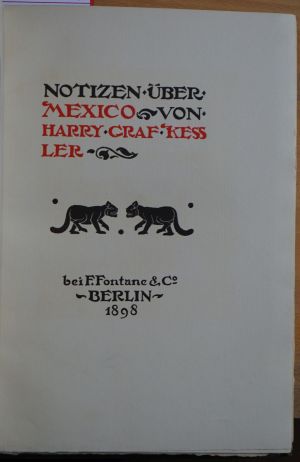 NOTIZEN·ÜBER·
MEXICO VON·
HARRY·GRAF·KESS
LER-
bei F. Fontane & Co
~BERLIN~
1898